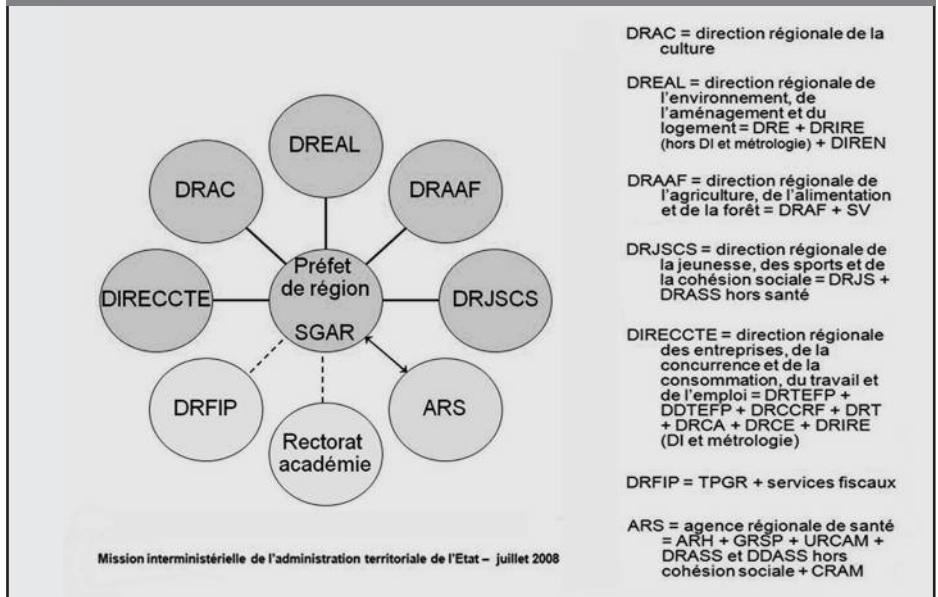 DREAL
DRAC
DRAAF
Préfet
de région
SGAR
DIRECCTE
DRJSCS
DRFIP
ARS
Rectorat
académie
Mission interministérielle de l'administration territoriale de l'Etat – juillet 2008
DRAC = direction régionale de la
culture
DREAL = direction régionale de
l'environnement, de
l'aménagement et du
logement = DRE + DRIRE
(hors DI et métrologie) + DIREN
DRAAF = direction régionale de
l'agriculture, de l'alimentation
et de la forêt = DRAF + SV
DRJSCS = direction régionale de
la jeunesse, des sports et de
la cohésion sociale = DRJS +
DRASS hors santé
DIRECCTE = direction régionale
des entreprises, de la
concurrence et de la
consommation, du travail et
de l'emploi = DRTEFP +
DDTEFP + DRCCRF + DRT
+ DRCA + DRCE + DRIRE
(DI et métrologie)
DRFIP = TPGR + services fiscaux
ARS = agence régionale de santé
= ARH + GRSP + URCAM +
DRASS et DDASS hors
cohésion sociale + CRAM